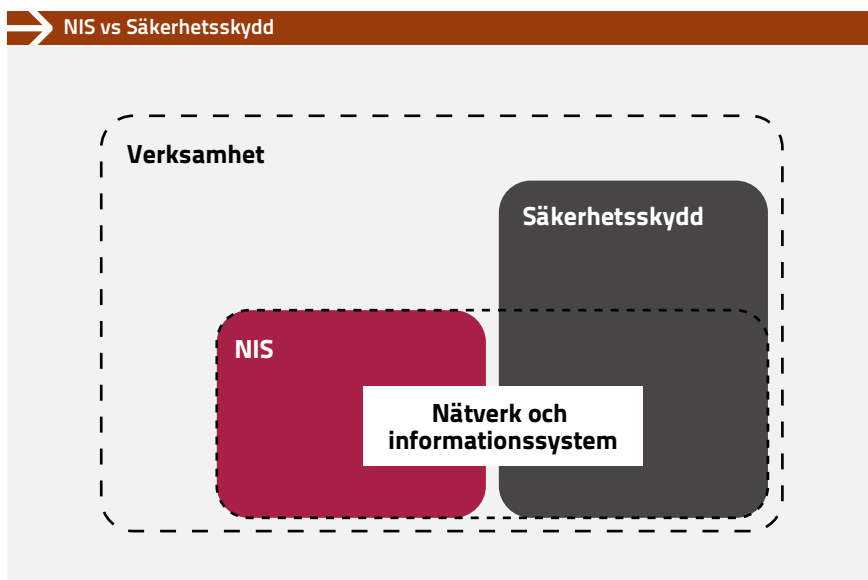 NIS vs Säkerhetsskydd
Verksamhet
Säkerhetsskydd
NIS
Nätverk och
informationssystem